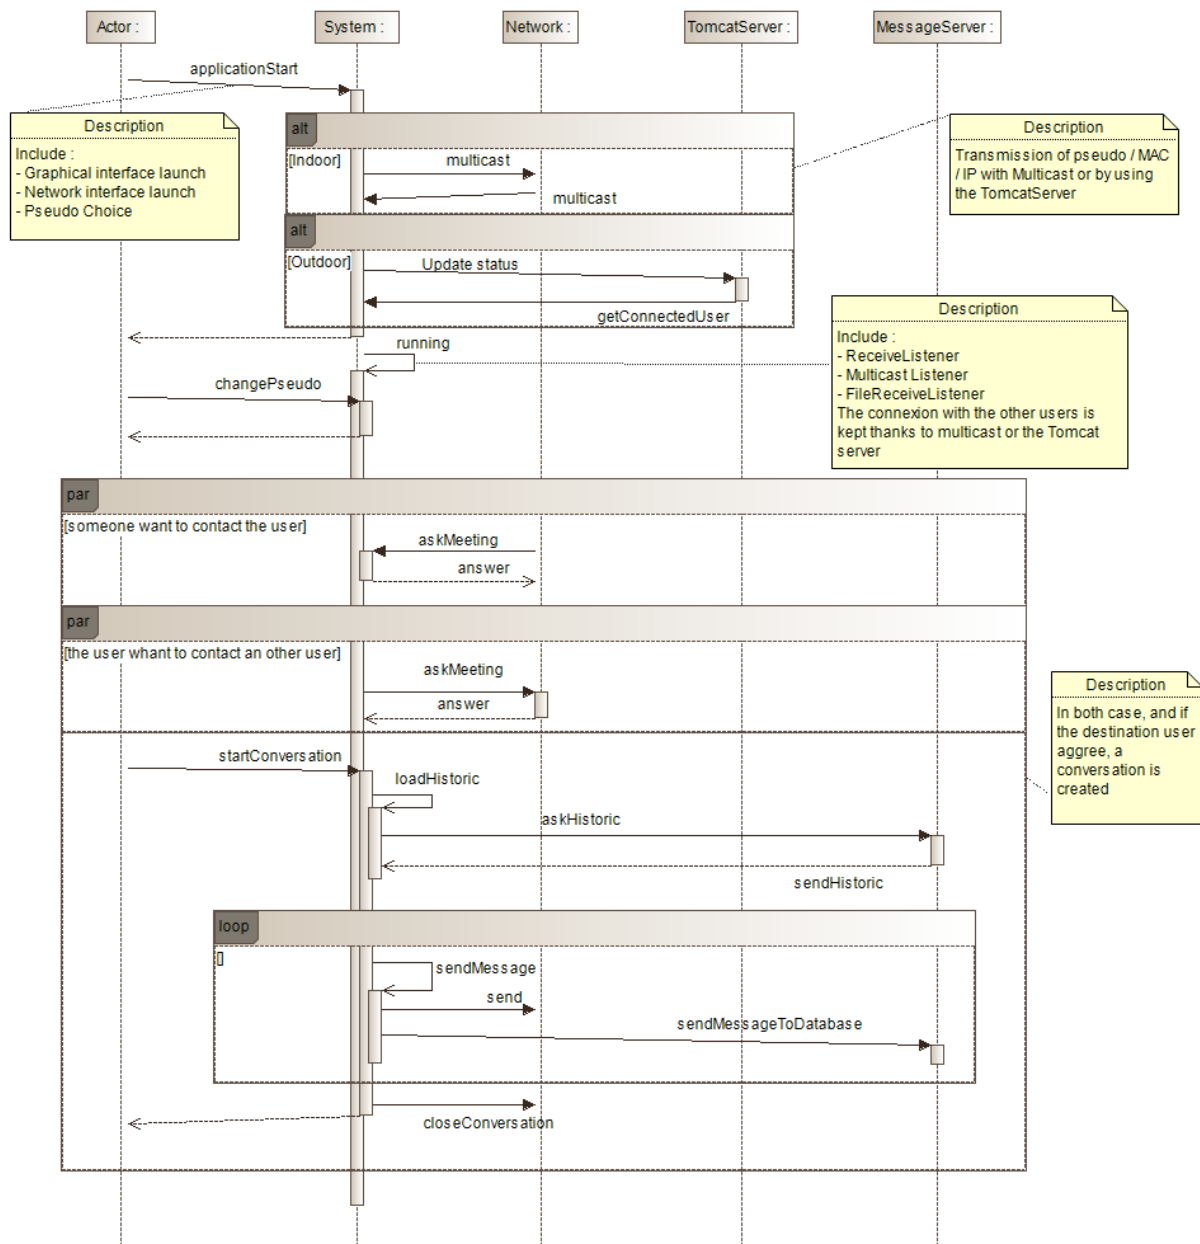 Actor :
System :
Network :
TomcatServer :
MessageServer :
applicationStart
Description
Include :
- Graphical interface launch
- Network interface launch
- Pseudo Choice
alt
[Indoor]
multicast
multicast
Description
Transmission of pseudo / MAC
/ IP with Multicast or by using
the TomcatServer
alt
[Outdoor]
Update status
getConnectedUser
Description
Include :
- ReceiveListener
- Multicast Listener
- FileReceiveListener
The connexion with the other users is
kept thanks to multicast or the Tomcat
server
running
changePseudo
par
[someone want to contact the user]
askMeeting
answer
par
[the user whant to contact an other user]
askMeeting
answer
Description
In both case, and if
the destination user
aggree, a
conversation is
created
startConversation
loadHistoric
askHistoric
sendHistoric
loop
[]
sendMessage
send
sendMessageToDatabase
closeConversation